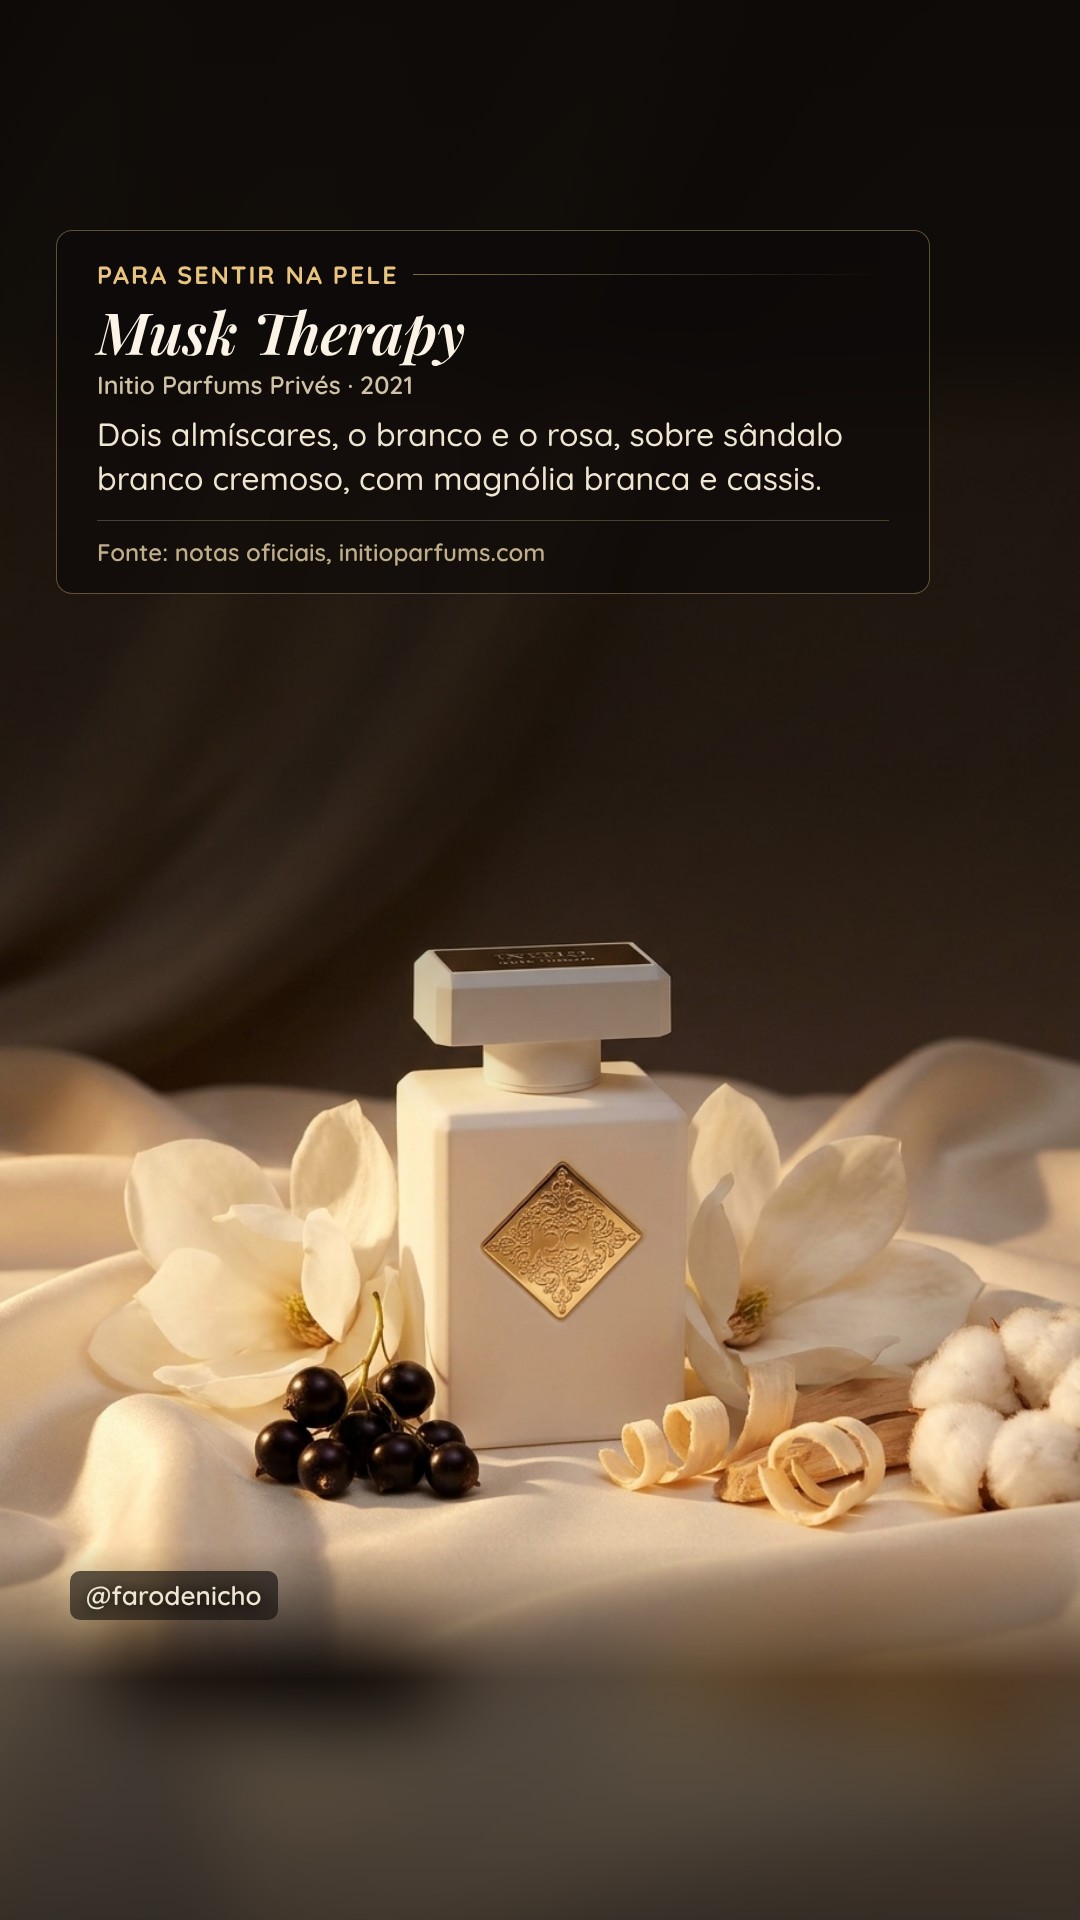 PARA SENTIR NA PELE
Musk Therapy
Initio Parfums Privés · 2021
Dois almíscares, o branco e o rosa, sobre sândalo
branco cremoso, com magnólia branca e cassis.
Fonte: notas oficiais, initioparfums.com
INITIO
@farodenicho